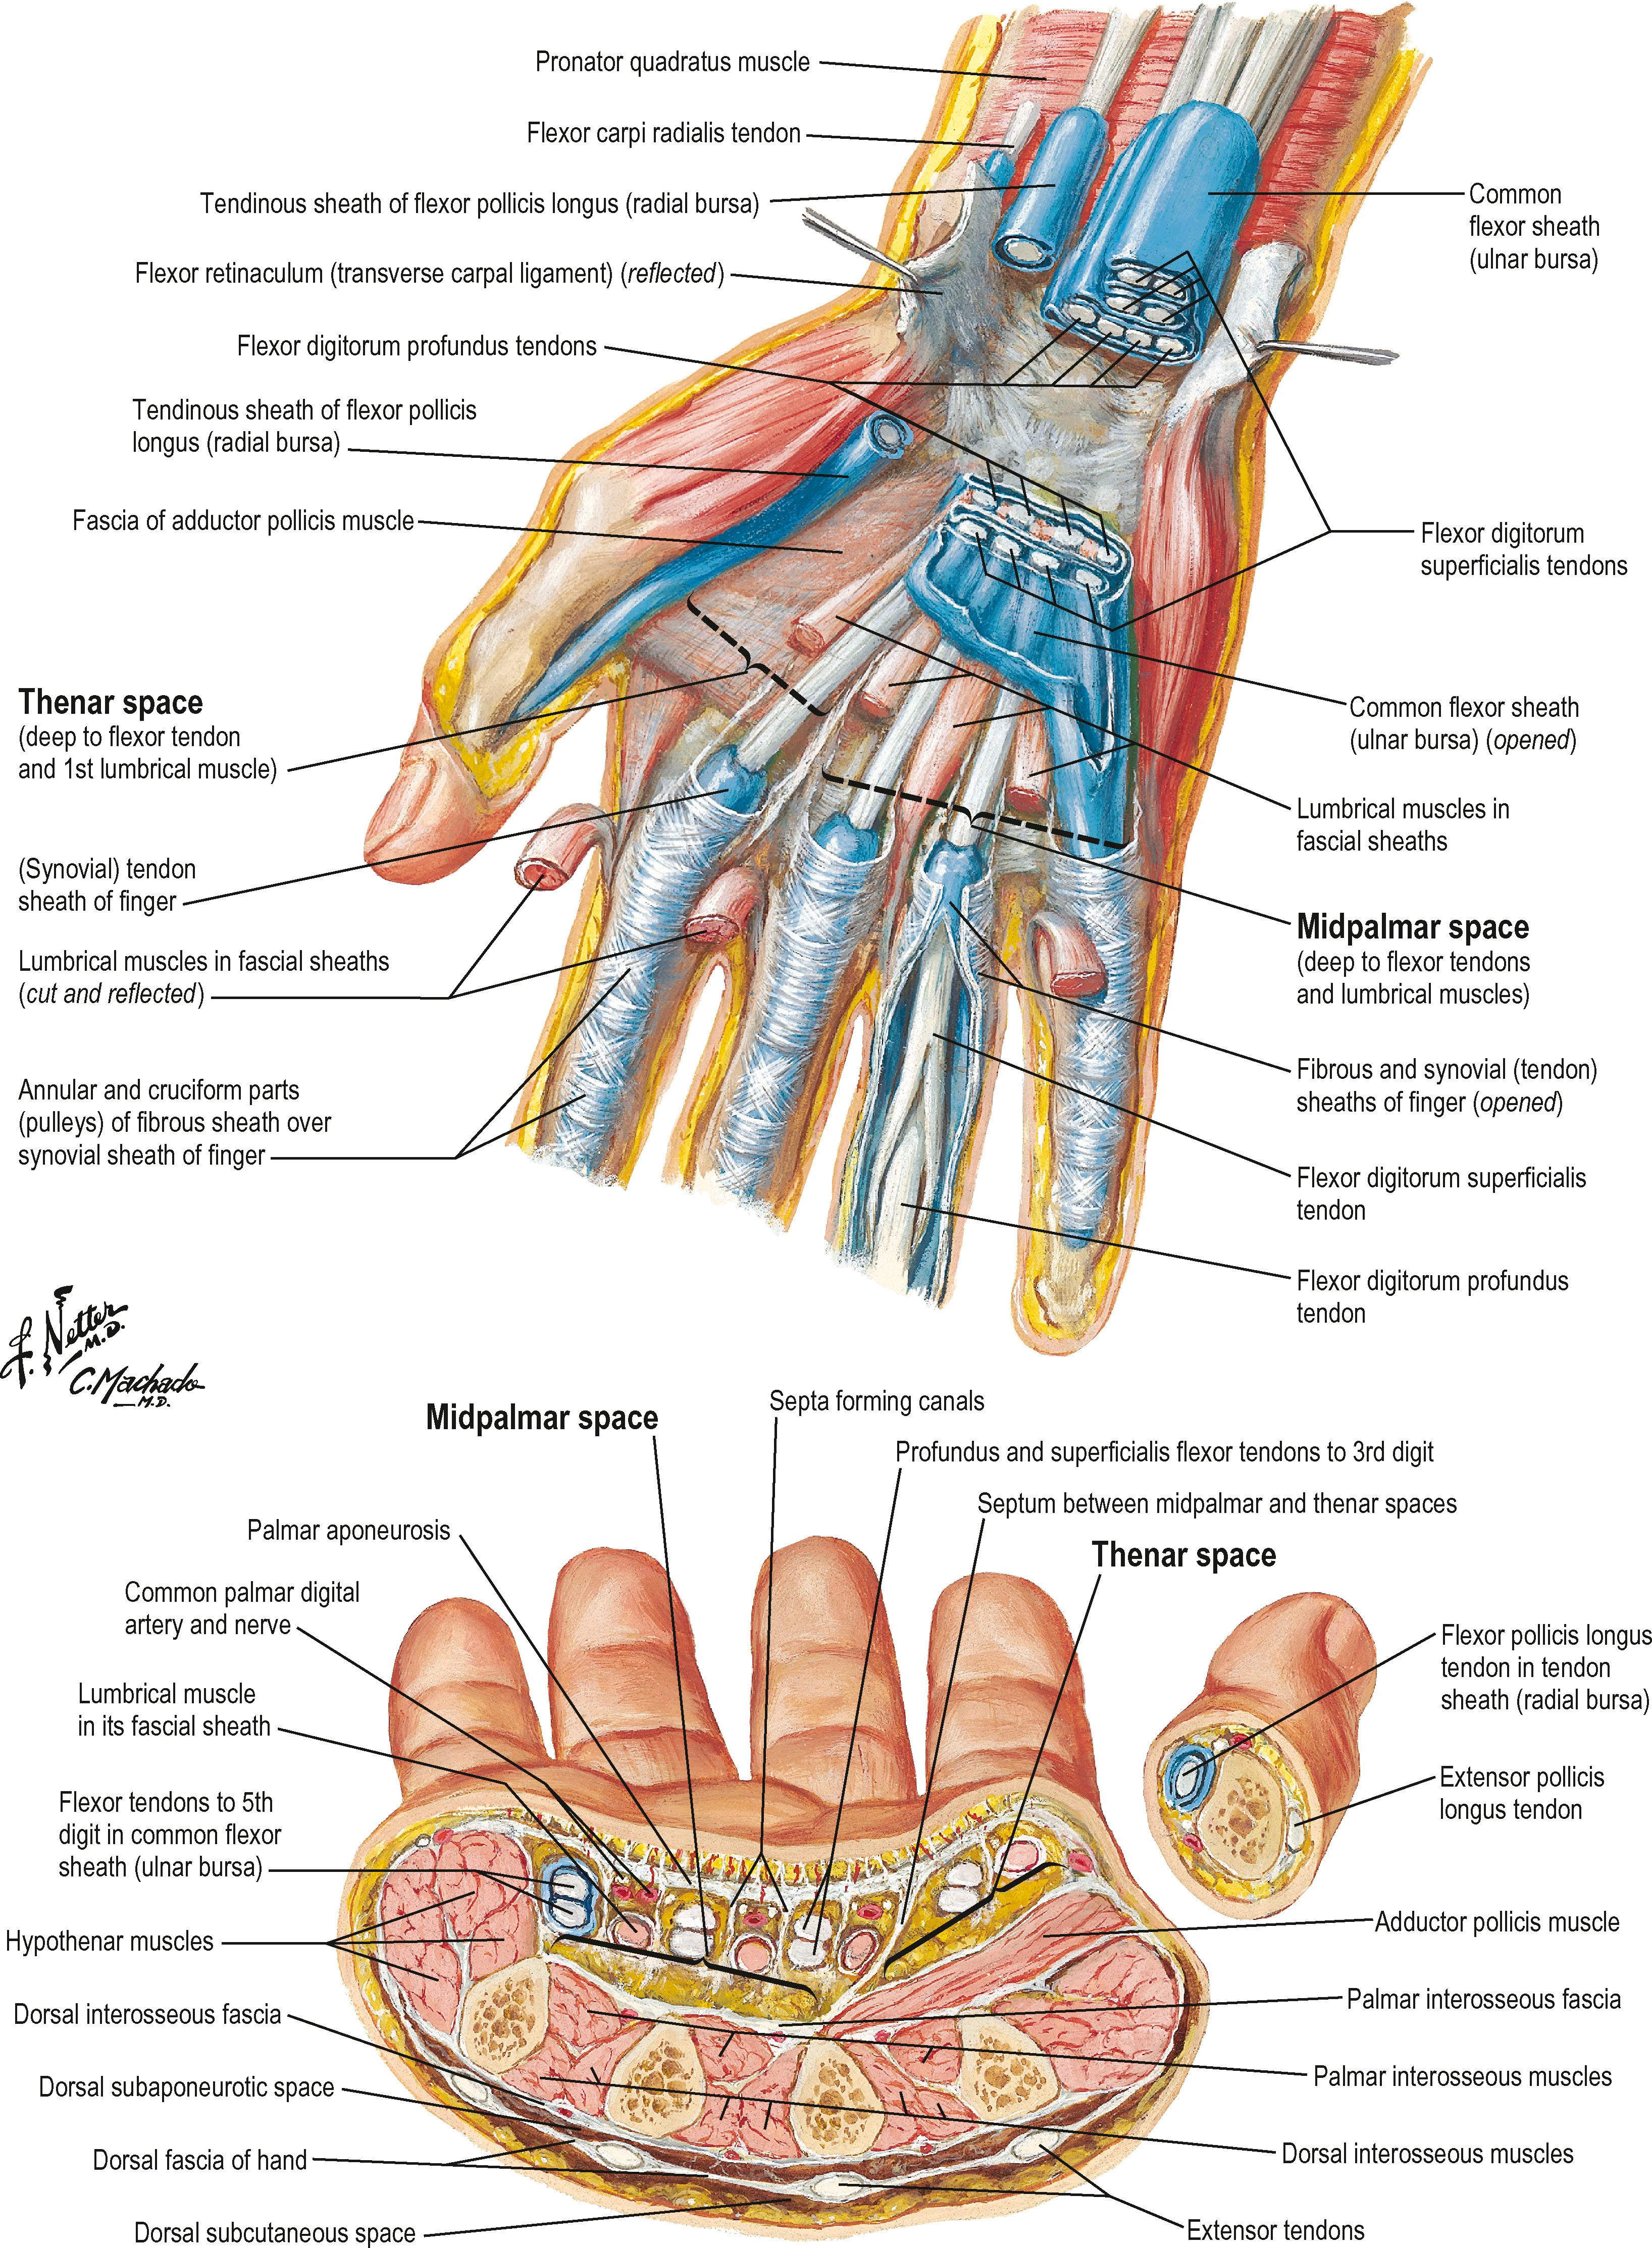 Pronator quadratus muscle
Flexor carpi radialis tendon
Tendinous sheath of flexor pollicis longus (radial bursa)
Flexor retinaculum (transverse carpal ligament) (reflected)
Flexor digitorum profundus tendons
Tendinous sheath of flexor pollicis
longus (radial bursa)
Fascia of adductor pollicis muscle
Thenar space
(deep to flexor tendon
and 1st lumbrical muscle)
(Synovial) tendon
sheath of finger
Lumbrical muscles in fascial sheaths
(cut and reflected)
Annular and cruciform parts
(pulleys) of fibrous sheath over
synovial sheath of finger
Common
flexor sheath
(ulnar bursa)
Flexor digitorum
superficialis tendons
Common flexor sheath
(ulnar bursa) (opened)
Lumbrical muscles in
fascial sheaths
Midpalmar space
(deep to flexor tendons
and lumbrical muscles)
Fibrous and synovial (tendon)
sheaths of finger (opened)
Flexor digitorum superficialis
tendon
Flexor digitorum profundus
tendon
F. Netter
M.D.
C. Machado
M.D.
Midpalmar space
Septa forming canals
Profundus and superficialis flexor tendons to 3rd digit
Septum between midpalmar and thenar spaces
Thenar space
Palmar aponeurosis
Common palmar digital
artery and nerve
Lumbrical muscle
in its fascial sheath
Flexor tendons to 5th
digit in common flexor
sheath (ulnar bursa)
Hypothenar muscles
Dorsal interosseous fascia
Dorsal subaponeurotic space
Dorsal fascia of hand
Dorsal subcutaneous space
Flexor pollicis longus
tendon in tendon
sheath (radial bursa)
Extensor pollicis
longus tendon
Adductor pollicis muscle
Palmar interosseous fascia
Palmar interosseous muscles
Dorsal interosseous muscles
Extensor tendons